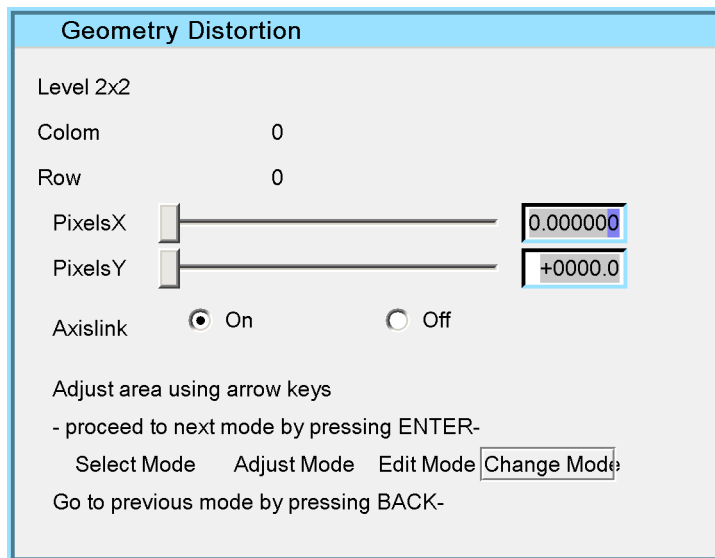 Geometry Distortion
Level 2x2
Colom 0
Row 0
PixelsX 0.000000
PixelsY +0000.0
Axislink On Off
Adjust area using arrow keys
- proceed to next mode by pressing ENTER-
Select Mode Adjust Mode Edit Mode Change Mode
Go to previous mode by pressing BACK-